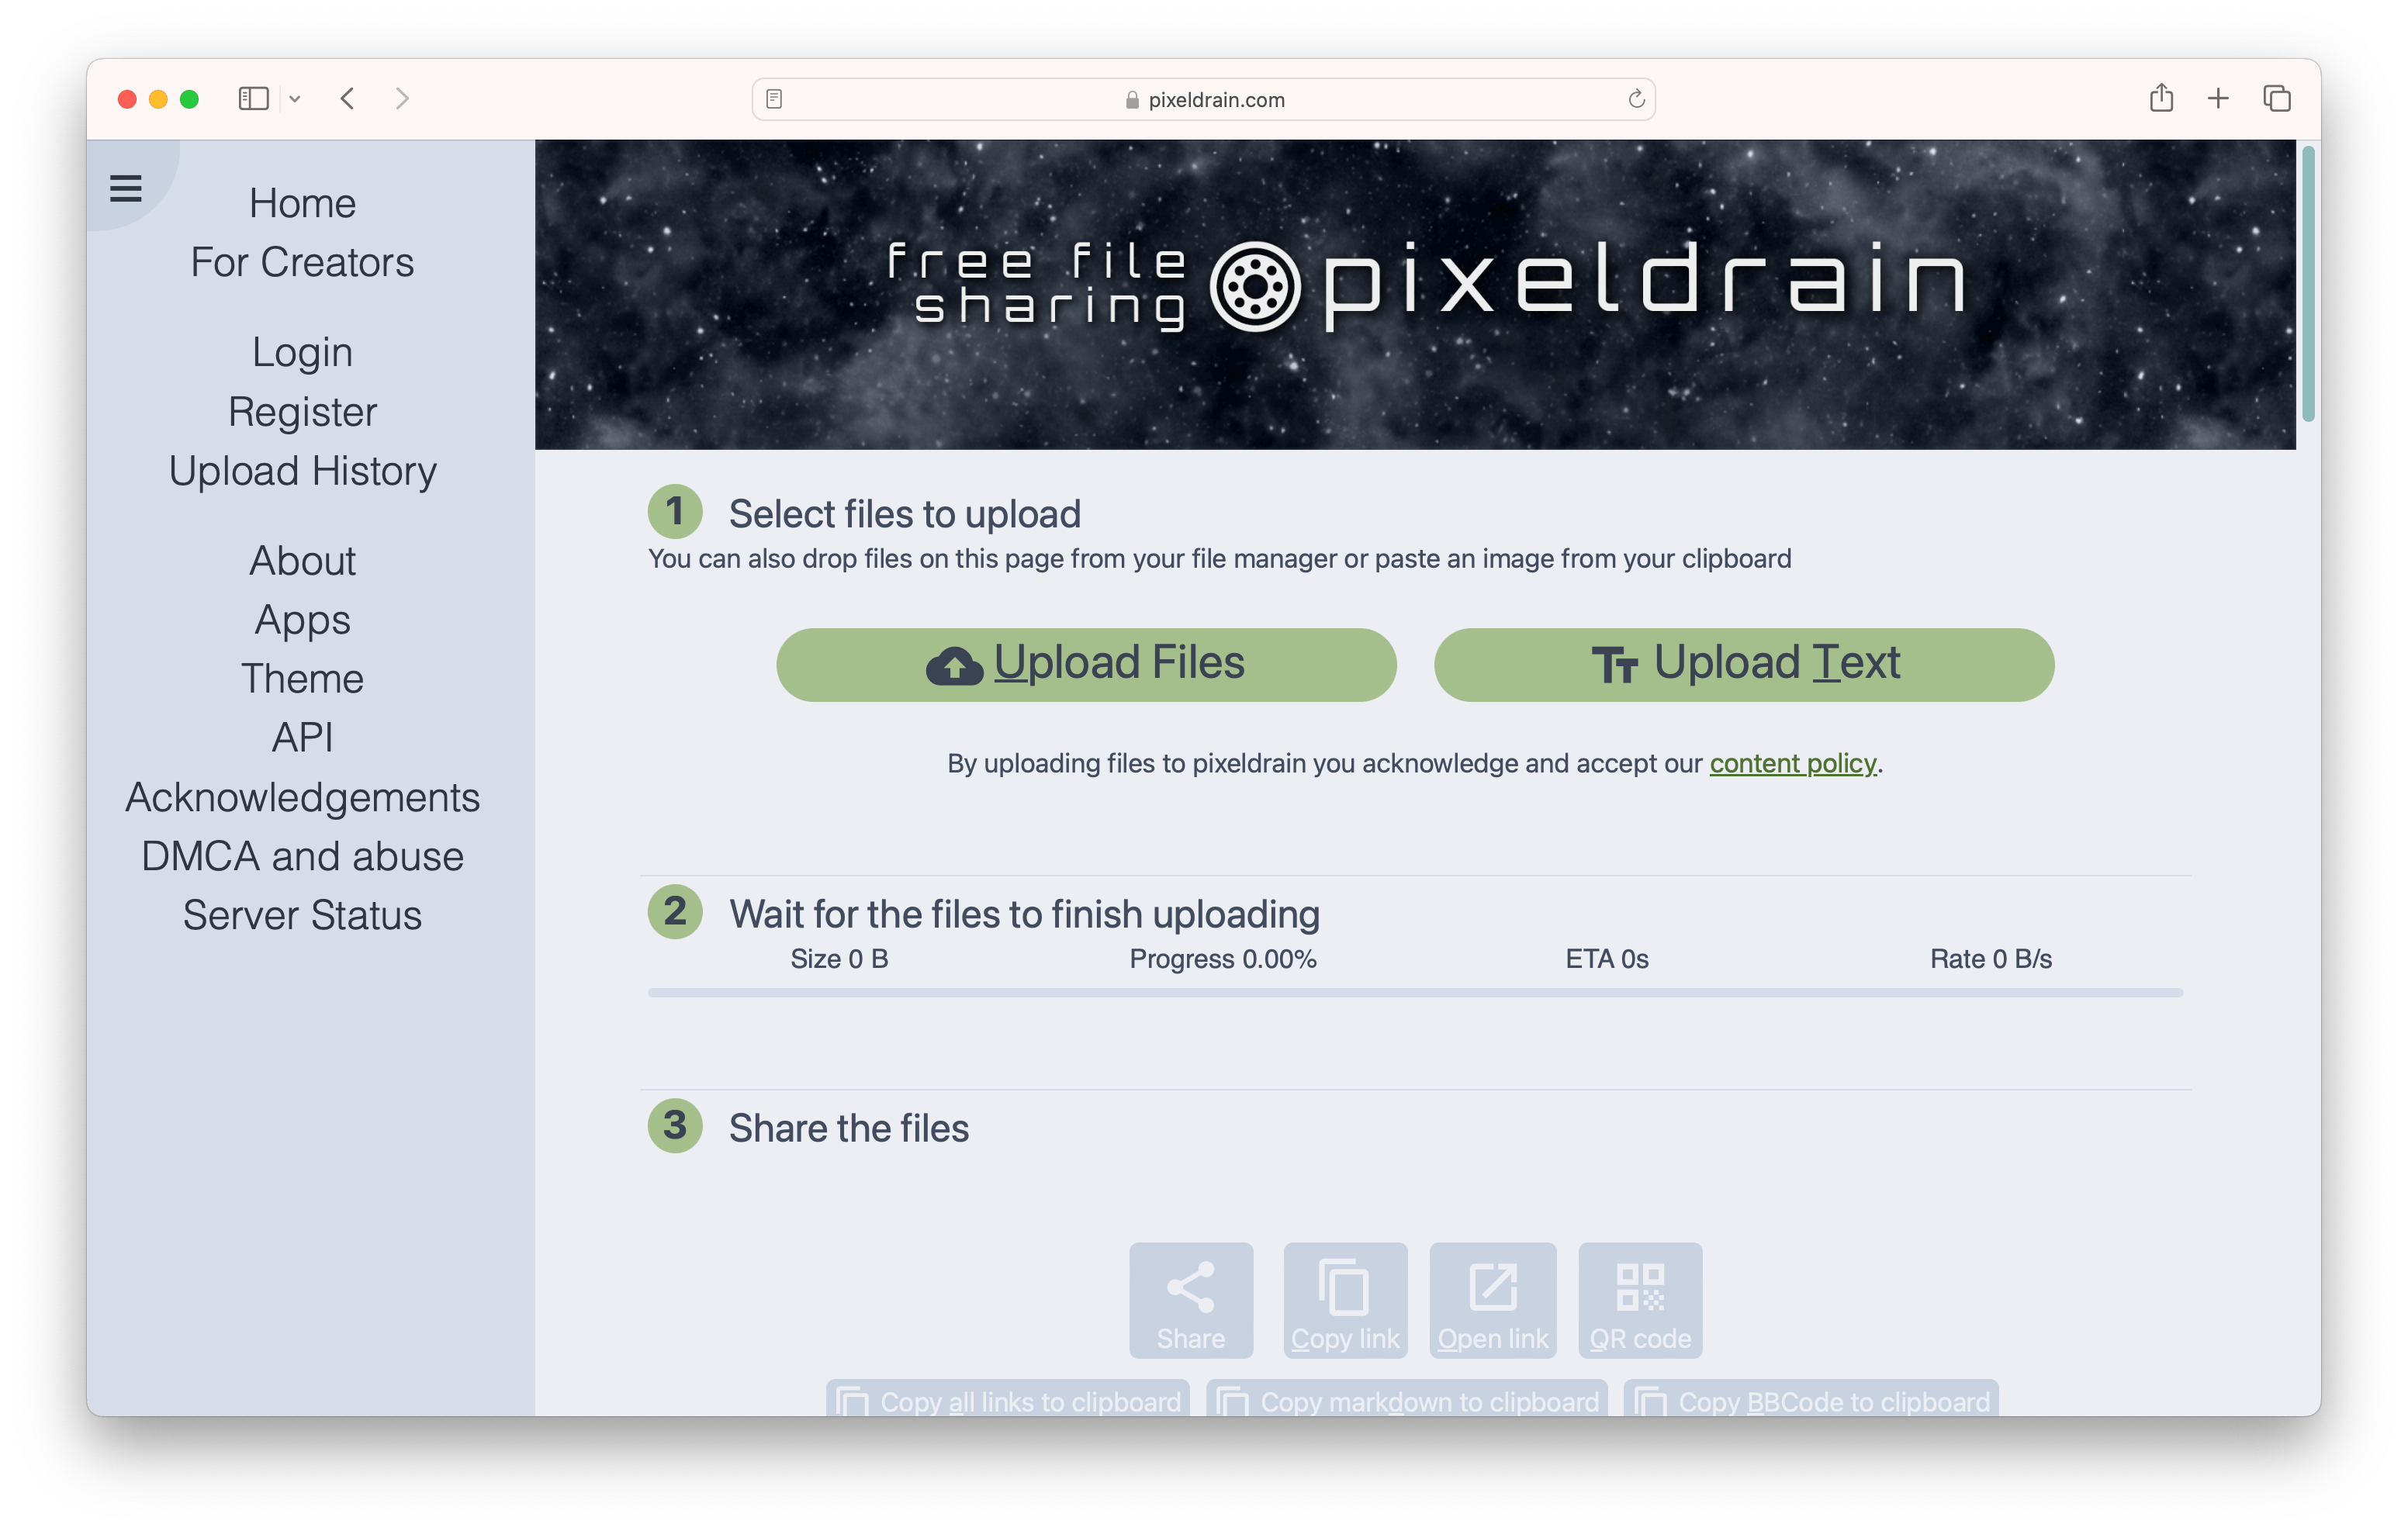 pixeldrain.com
Home
For Creators
Login
Register
Upload History
About
Apps
Theme
API
Acknowledgements
DMCA and abuse
Server Status
free file
sharing
pixeldrain
1 Select files to upload
You can also drop files on this page from your file manager or paste an image from your clipboard
Upload Files
Upload Text
By uploading files to pixeldrain you acknowledge and accept our content policy.
2 Wait for the files to finish uploading
Size 0 B
Progress 0.00%
ETA 0s
Rate 0 B/s
3 Share the files
Share
Copy link
Open link
QR code
Copy all links to clipboard
Copy markdown to clipboard
Copy BBCode to clipboard